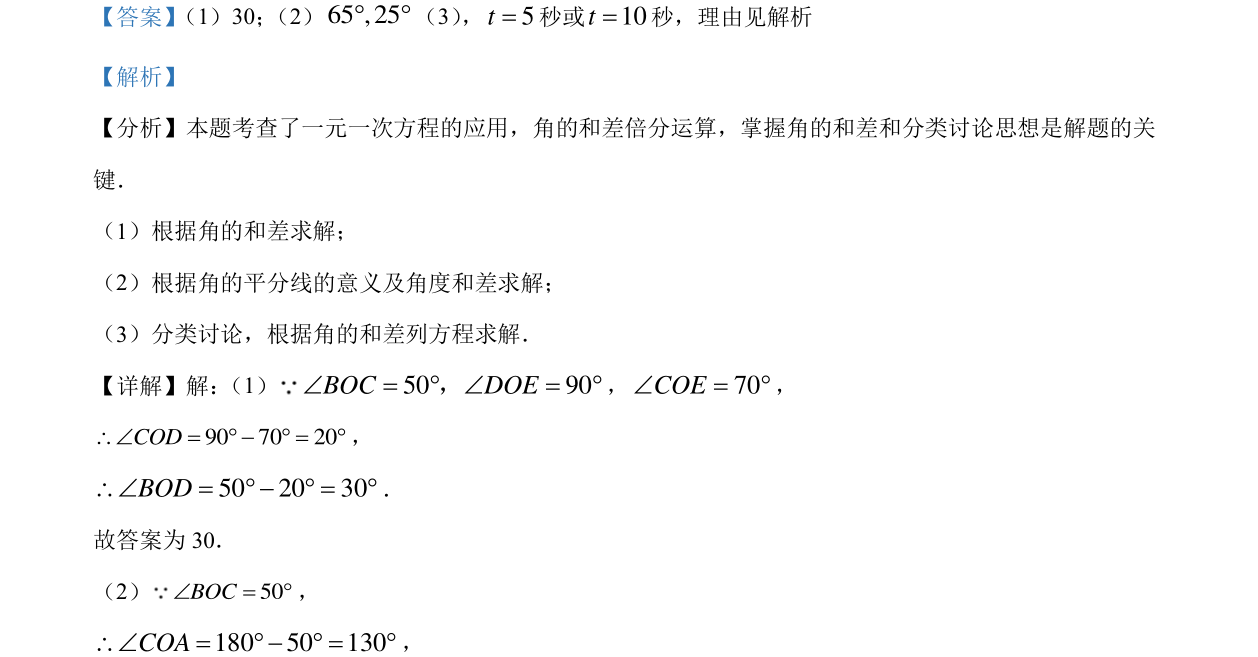 【答案】（1）30；（2）65°,25°（3），t＝5秒或t＝10秒，理由见解析
【解析】
【分析】本题考查了一元一次方程的应用，角的和差倍分运算，掌握角的和差和分类讨论思想是解题的关
键．
（1）根据角的和差求解；
（2）根据角的平分线的意义及角度和差求解；
（3）分类讨论，根据角的和差列方程求解．
【详解】解：（1）∵∠BOC＝50°，∠DOE＝90°，∠COE＝70°，
∴∠COD＝90°－70°＝20°，
∴∠BOD＝50°－20°＝30°．
故答案为 30．
（2）∵∠BOC＝50°，
∴∠COA＝180°－50°＝130°，